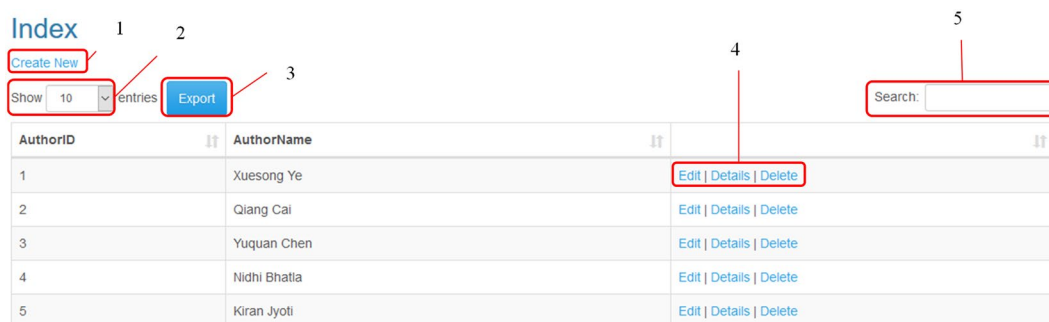 Index 1 2 5
Create New 4
3
Show 10 entries Export Search:
AuthorID AuthorName
1 Xuesong Ye Edit | Details | Delete
2 Qiang Cai Edit | Details | Delete
3 Yuquan Chen Edit | Details | Delete
4 Nidhi Bhatla Edit | Details | Delete
5 Kiran Jyoti Edit | Details | Delete